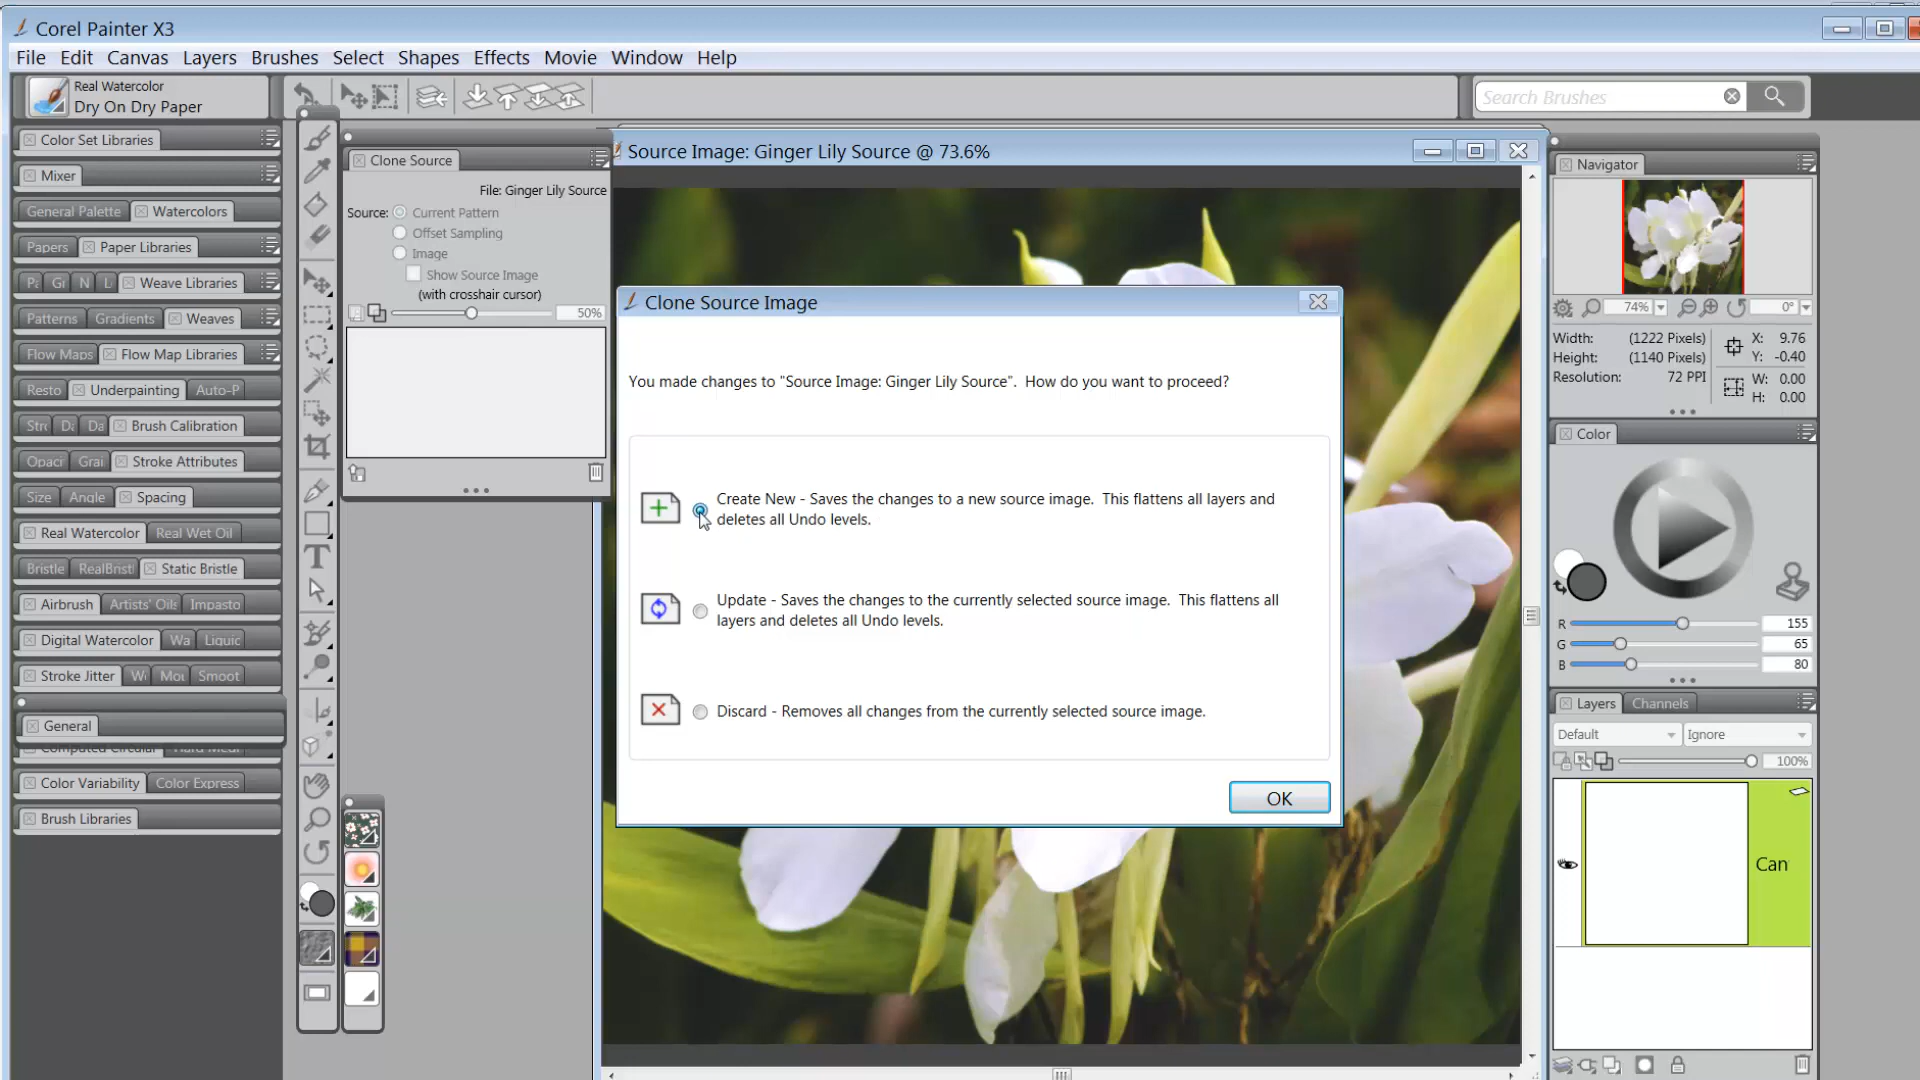 Corel Painter X3
File Edit Canvas Layers Brushes Select Shapes Effects Movie Window Help
Real Watercolor
Dry On Dry Paper
Search Brushes
Color Set Libraries
Mixer
General Palette Watercolors
Papers Paper Libraries
Weave Libraries
Patterns Gradients Weaves
Flow Maps Flow Map Libraries
Resto Underpainting Auto-P
Brush Calibration
Opaci Grai Stroke Attributes
Size Angle Spacing
Real Watercolor Real Wet Oil
Bristle RealBrist Static Bristle
Airbrush Artists' Oils Impasto
Digital Watercolor Wa Liquic
Stroke Jitter Mou Smoot
General
Computed Circular Hard Medi
Color Variability Color Express
Brush Libraries
Clone Source
File: Ginger Lily Source
Source: Current Pattern
Offset Sampling
Image
Show Source Image
(with crosshair cursor)
50%
Source Image: Ginger Lily Source @ 73.6%
Clone Source Image
You made changes to "Source Image: Ginger Lily Source". How do you want to proceed?
Create New - Saves the changes to a new source image. This flattens all layers and
deletes all Undo levels.
Update - Saves the changes to the currently selected source image. This flattens all
layers and deletes all Undo levels.
Discard - Removes all changes from the currently selected source image.
OK
Navigator
74% 0°
Width: (1222 Pixels) X: 9.76
Height: (1140 Pixels) Y: -0.40
Resolution: 72 PPI W: 0.00
H: 0.00
Color
R 155
G 65
B 80
Layers Channels
Default Ignore
100%
Can